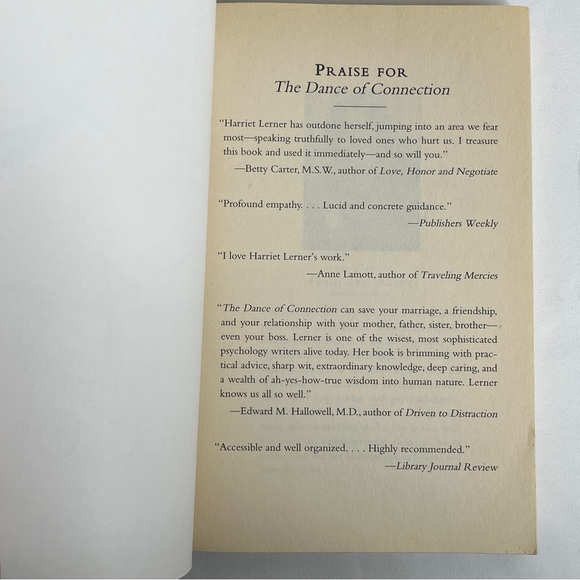 PRAISE FOR
The Dance of Connection
"Harriet Lerner has outdone herself, jumping into an area we fear
most—speaking truthfully to loved ones who hurt us. I treasure
this book and used it immediately—and so will you."
—Betty Carter, M.S.W., author of Love, Honor and Negotiate
"Profound empathy. . . . Lucid and concrete guidance."
—Publishers Weekly
"I love Harriet Lerner's work."
—Anne Lamott, author of Traveling Mercies
"The Dance of Connection can save your marriage, a friendship,
and your relationship with your mother, father, sister, brother—
even your boss. Lerner is one of the wisest, most sophisticated
psychology writers alive today. Her book is brimming with prac-
tical advice, sharp wit, extraordinary knowledge, deep caring, and
a wealth of ah-yes-how-true wisdom into human nature. Lerner
knows us all so well."
—Edward M. Hallowell, M.D., author of Driven to Distraction
"Accessible and well organized. . . . Highly recommended."
—Library Journal Review